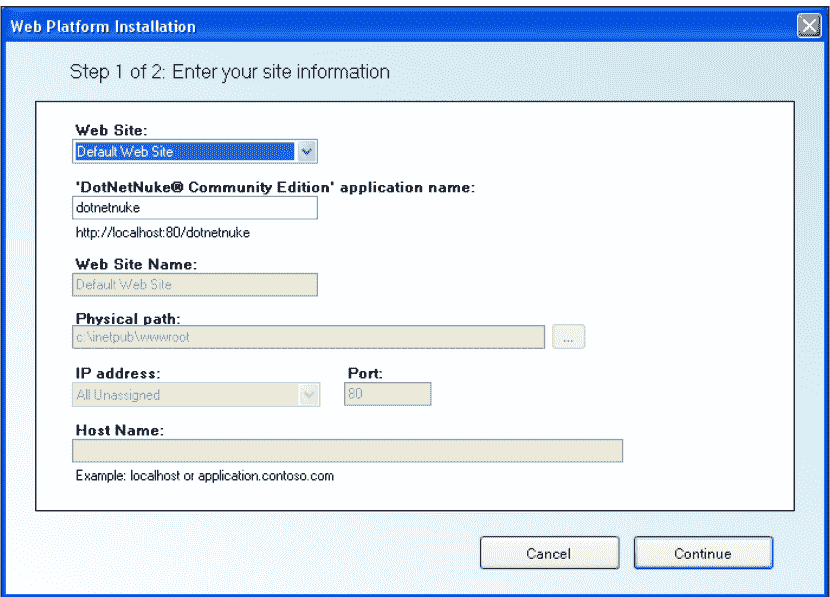 Web Platform Installation
Step 1 of 2: Enter your site information
Web Site:
Default Web Site
'DotNetNuke® Community Edition' application name:
dotnetnuke
http://localhost:80/dotnetnuke
Web Site Name:
Default Web Site
Physical path:
c:\inetpub\wwwroot
...
IP address: Port:
All Unassigned 80
Host Name:
Example: localhost or application.contoso.com
Cancel Continue